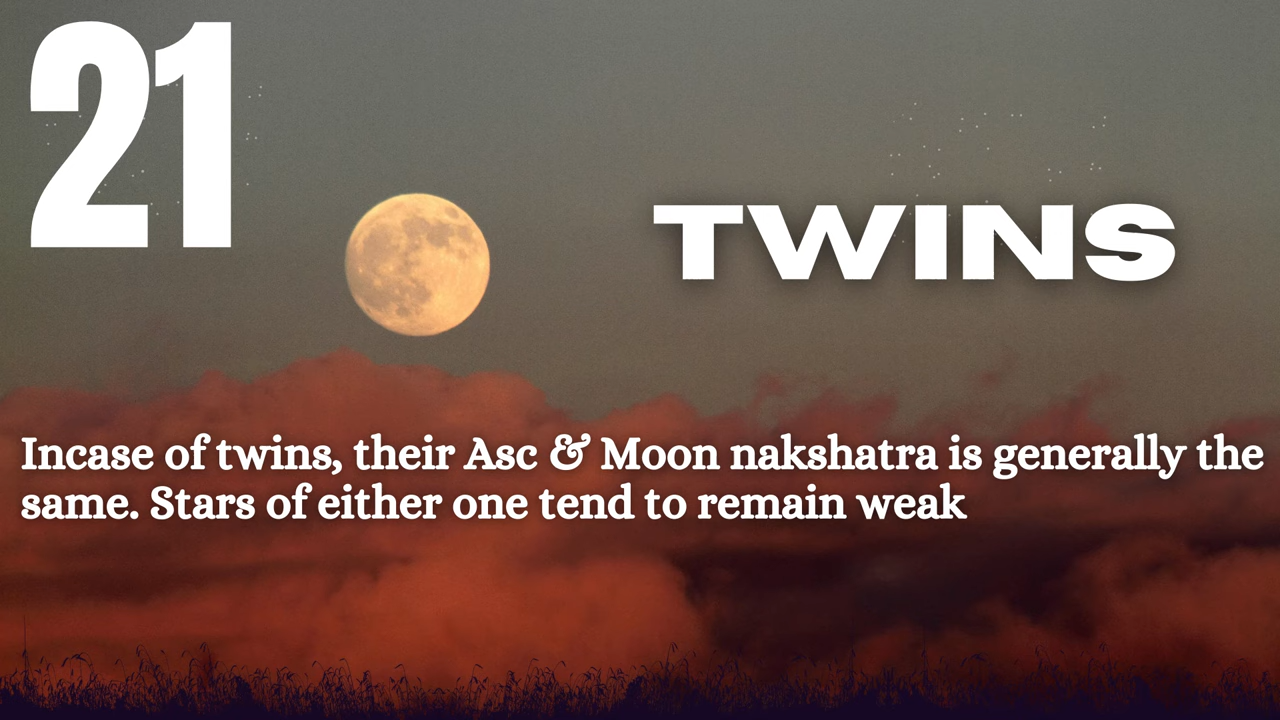 21
TWINS
Incase of twins, their Asc & Moon nakshatra is generally the
same. Stars of either one tend to remain weak